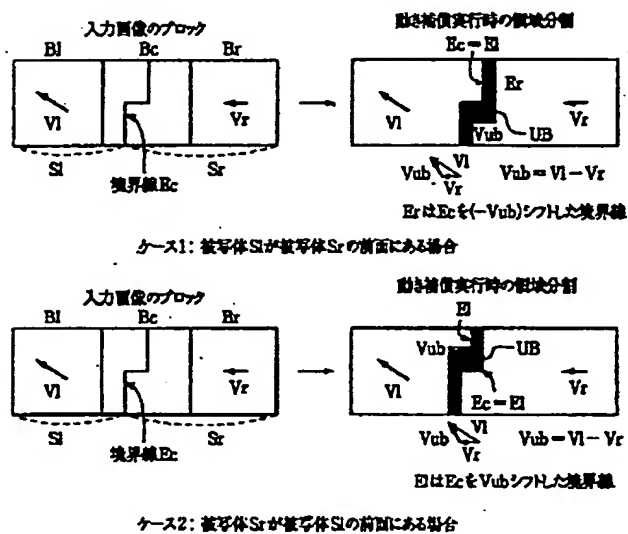 入力画像のブロック
Bl Bc Br
Vl Vr
Sl Sr
境界線Ec
動き補償実行時の領域分割
Ec=El
Er
Vl Vr
Vub UB
Vub Vl Vr Vub=Vl-Vr
ErはEcを(-Vub)シフトした境界線
ケース1: 被写体Slが被写体Srの前面にある場合
入力画像のブロック
Bl Bc Br
Vl Vr
Sl Sr
境界線Ec
動き補償実行時の領域分割
El
Vub UB
Vl Vr
Ec=El
Vub Vl Vr Vub=Vl-Vr
ElはEcをVubシフトした境界線
ケース2: 被写体Srが被写体Slの前面にある場合